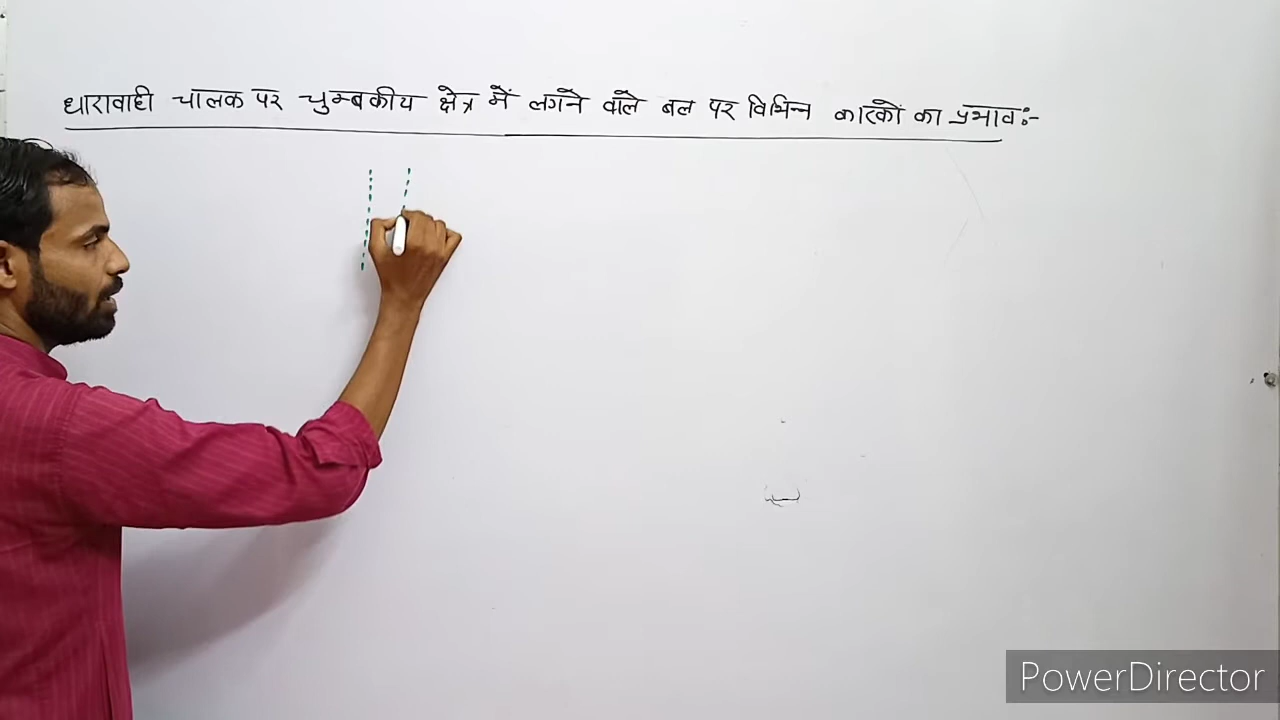 धारावाही चालक पर चुम्बकीय क्षेत्र में लगने वाले बल पर विभिन्न कारकों का प्रभाव :-
PowerDirector